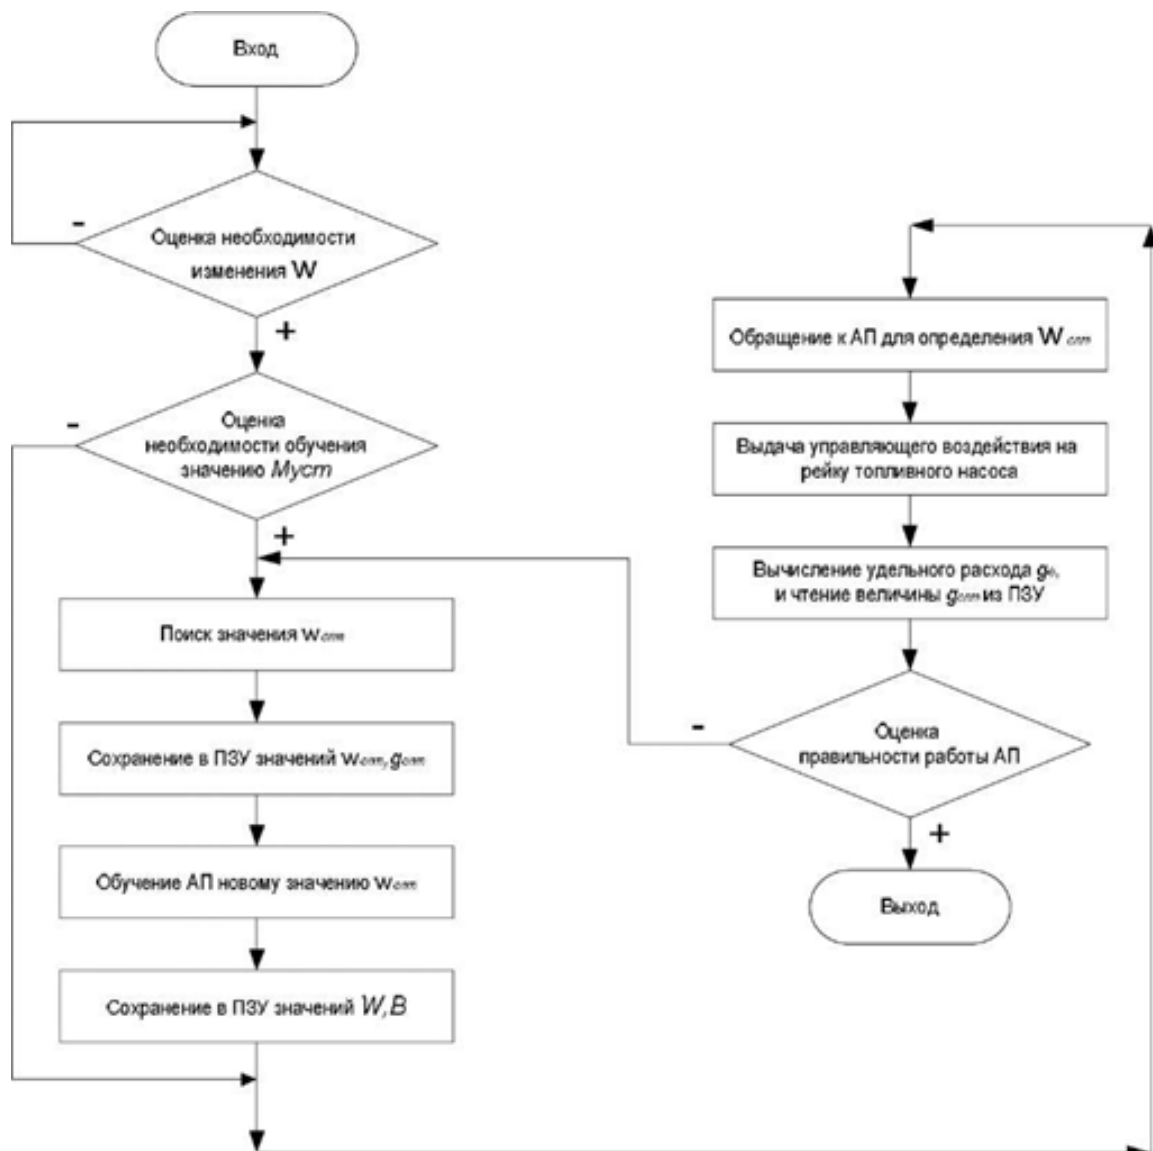 Вход
-
Оценка необходимости
изменения W
+
-
Оценка
необходимости обучения
значению Mуст
+
Поиск значения wопт
Сохранение в ПЗУ значений wопт, gопт
Обучение АП новому значению wопт
Сохранение в ПЗУ значений W, B
Обращение к АП для определения Wопт
Выдача управляющего воздействия на
рейку топливного насоса
Вычисление удельного расхода gе,
и чтение величины gопт из ПЗУ
-
Оценка
правильности работы АП
+
Выход